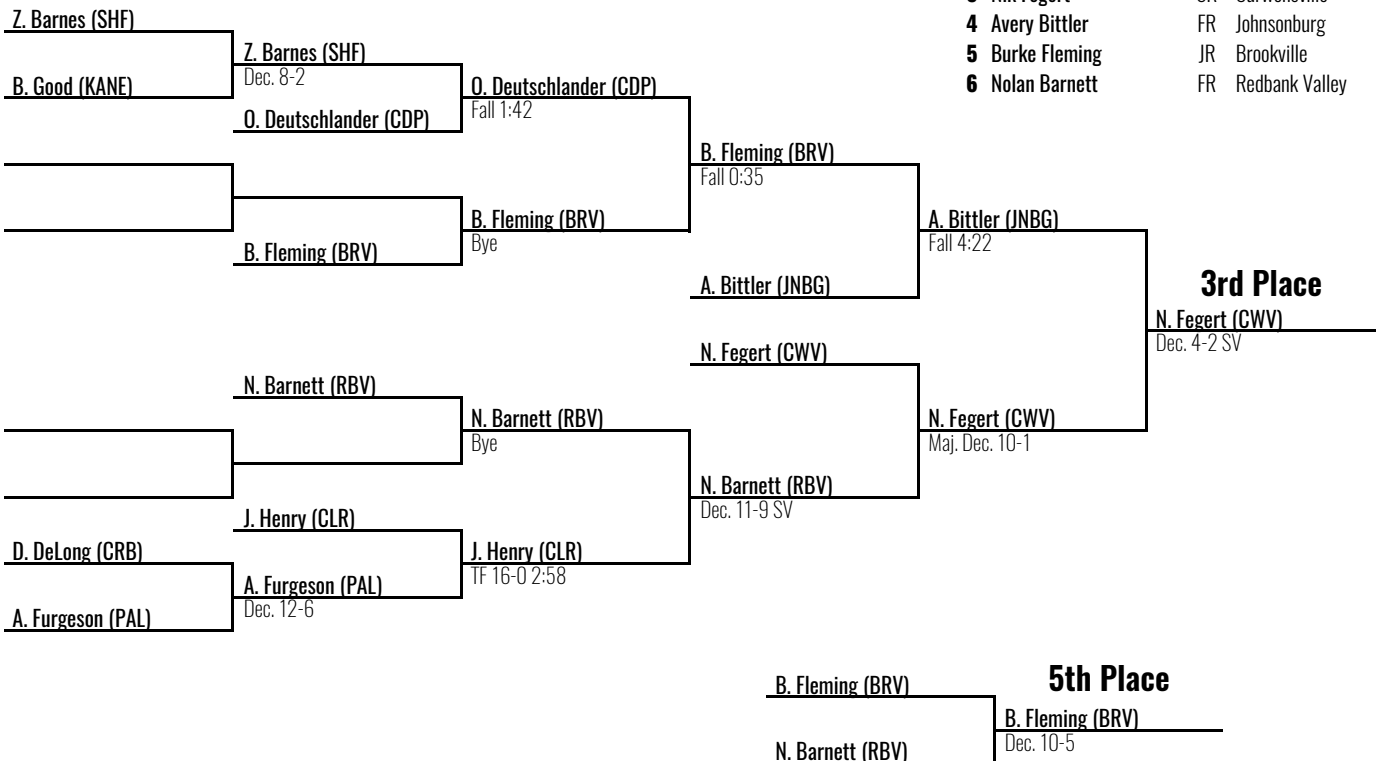 Z. Barnes (SHF)
4 Avery Bittler FR Johnsonburg
Z. Barnes (SHF)
5 Burke Fleming JR Brookville
Dec. 8-2
B. Good (KANE)
O. Deutschlander (CDP)
6 Nolan Barnett FR Redbank Valley
Fall 1:42
O. Deutschlander (CDP)
B. Fleming (BRV)
Fall 0:35
B. Fleming (BRV)
A. Bittler (JNBG)
Bye
Fall 4:22
B. Fleming (BRV)
A. Bittler (JNBG)
3rd Place
N. Fegert (CWV)
Dec. 4-2 SV
N. Fegert (CWV)
N. Barnett (RBV)
N. Barnett (RBV)
N. Fegert (CWV)
Bye
Maj. Dec. 10-1
N. Barnett (RBV)
Dec. 11-9 SV
J. Henry (CLR)
D. DeLong (CRB)
J. Henry (CLR)
TF 16-0 2:58
A. Furgeson (PAL)
Dec. 12-6
A. Furgeson (PAL)
5th Place
B. Fleming (BRV)
B. Fleming (BRV)
Dec. 10-5
N. Barnett (RBV)